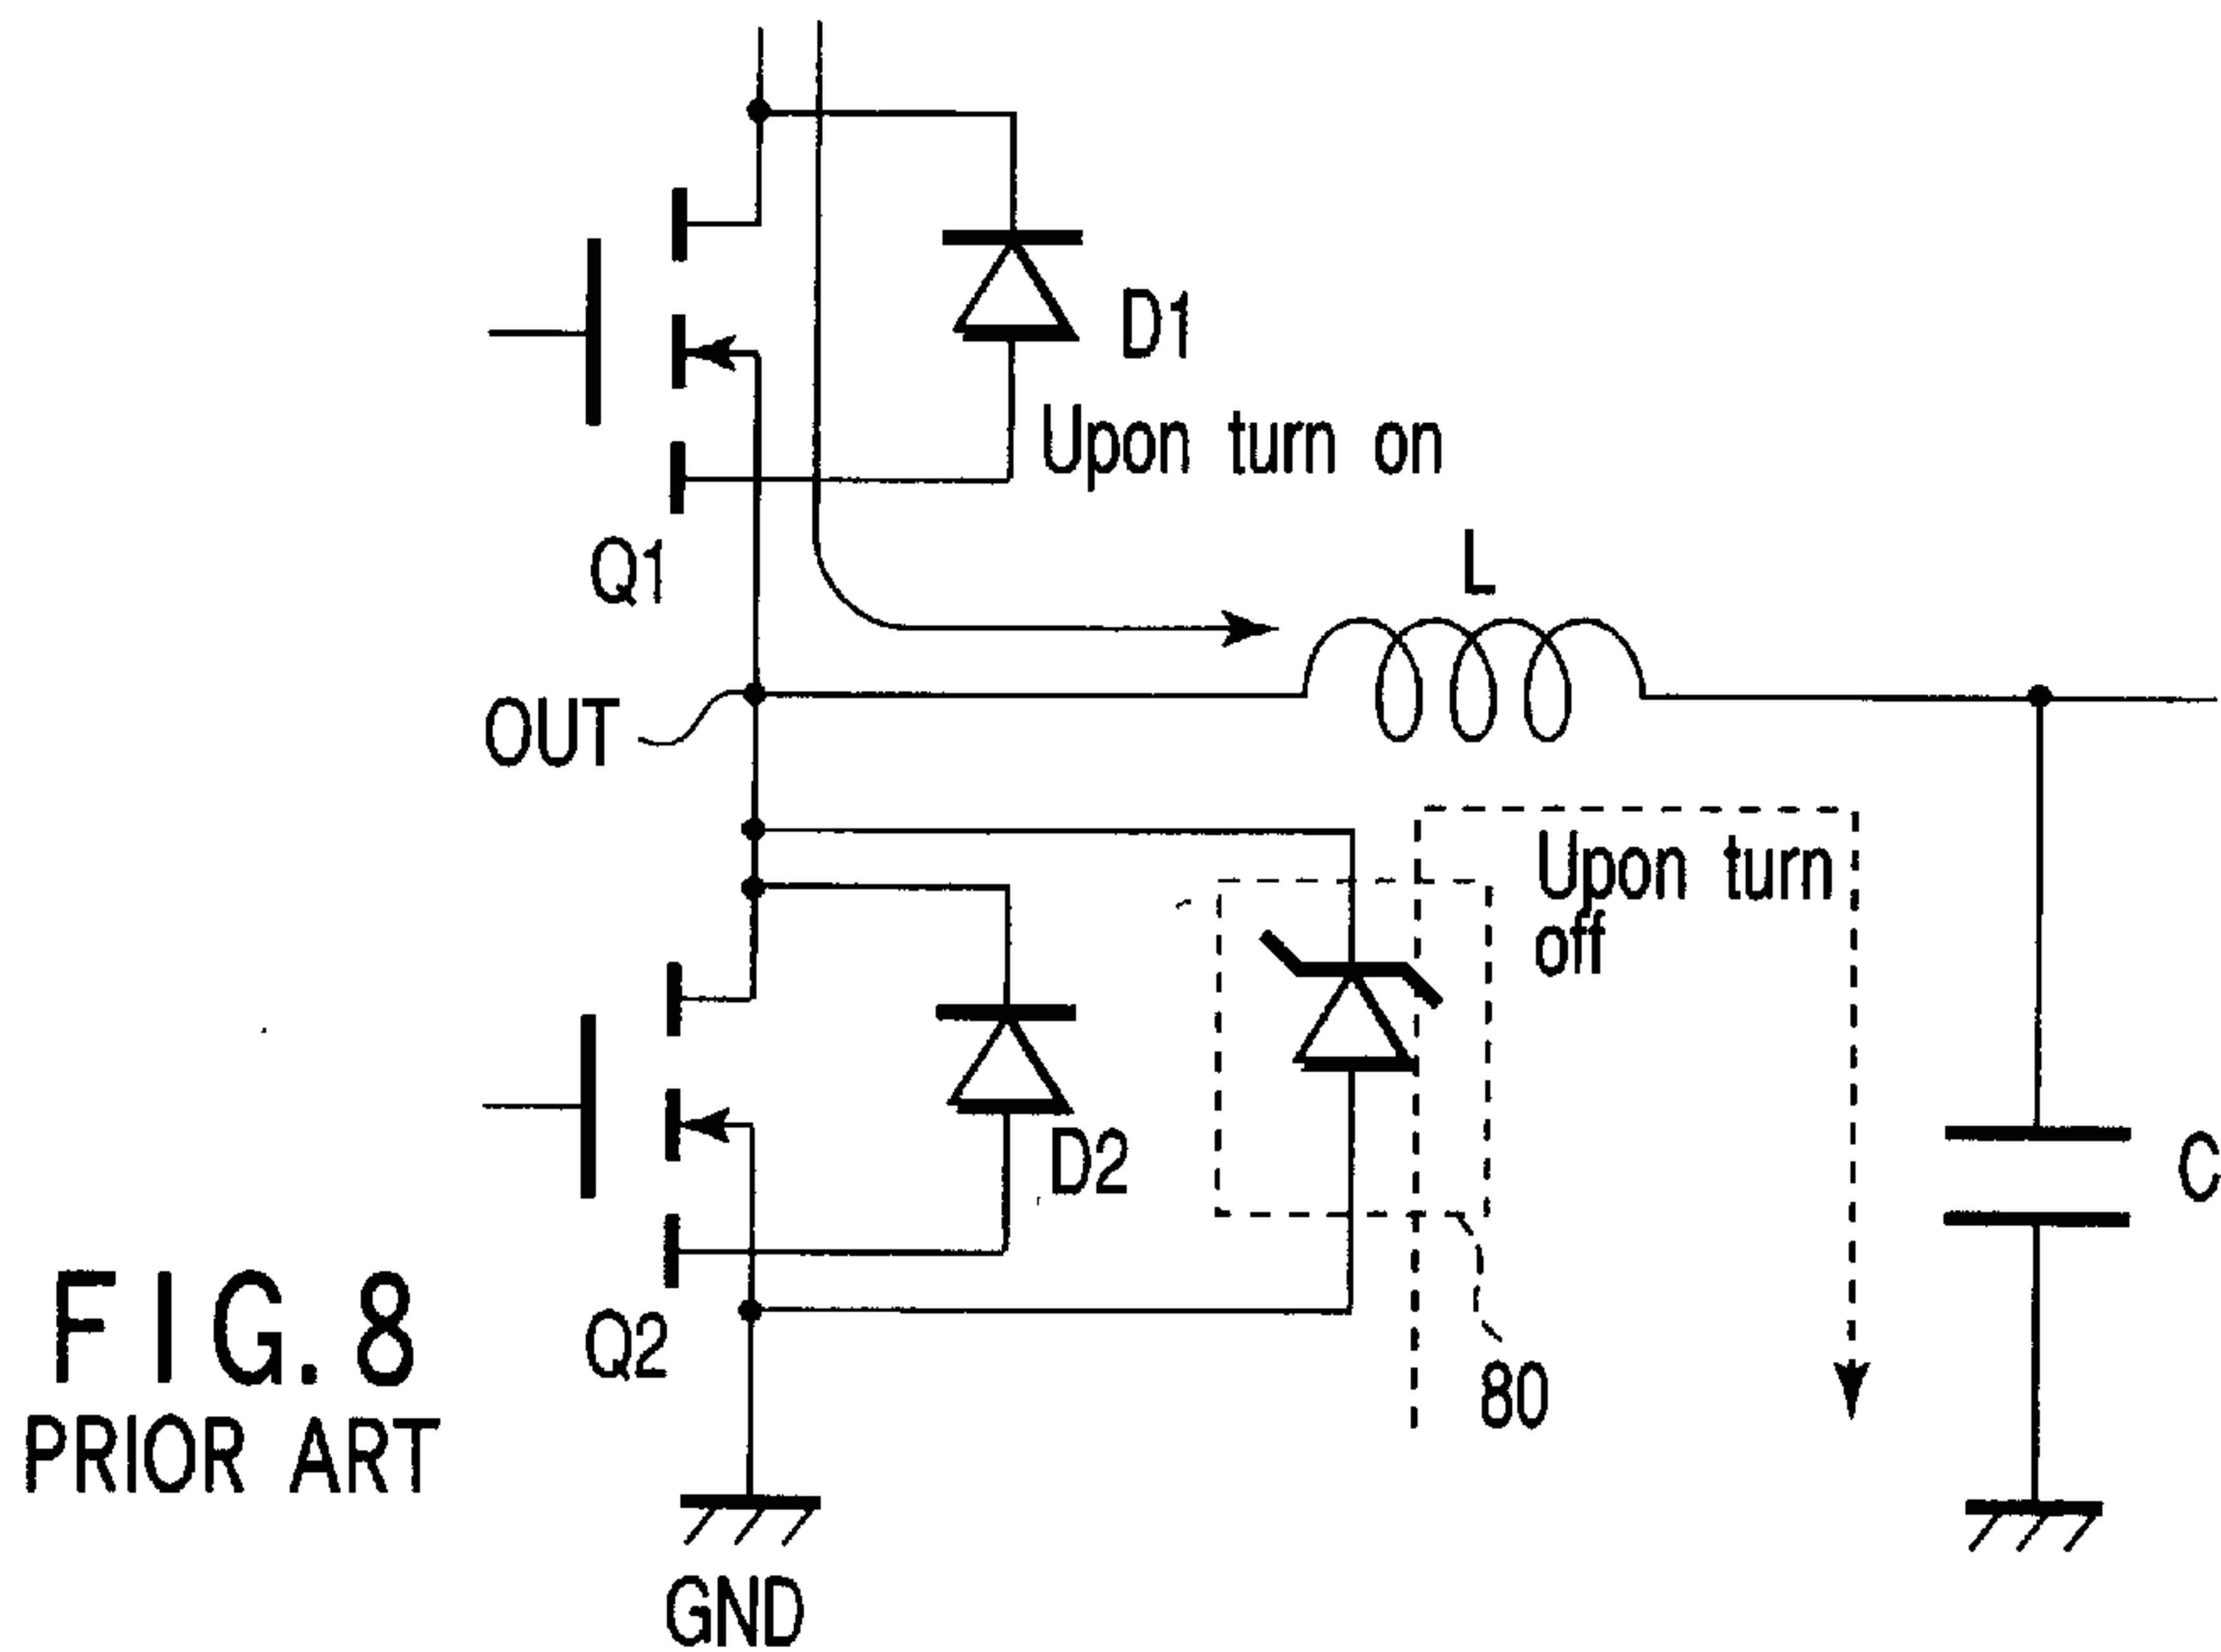 D1
Upon turn on
Q1
L
OUT
Upon turn
off
D2
C
Q2
80
FIG.8
PRIOR ART
GND